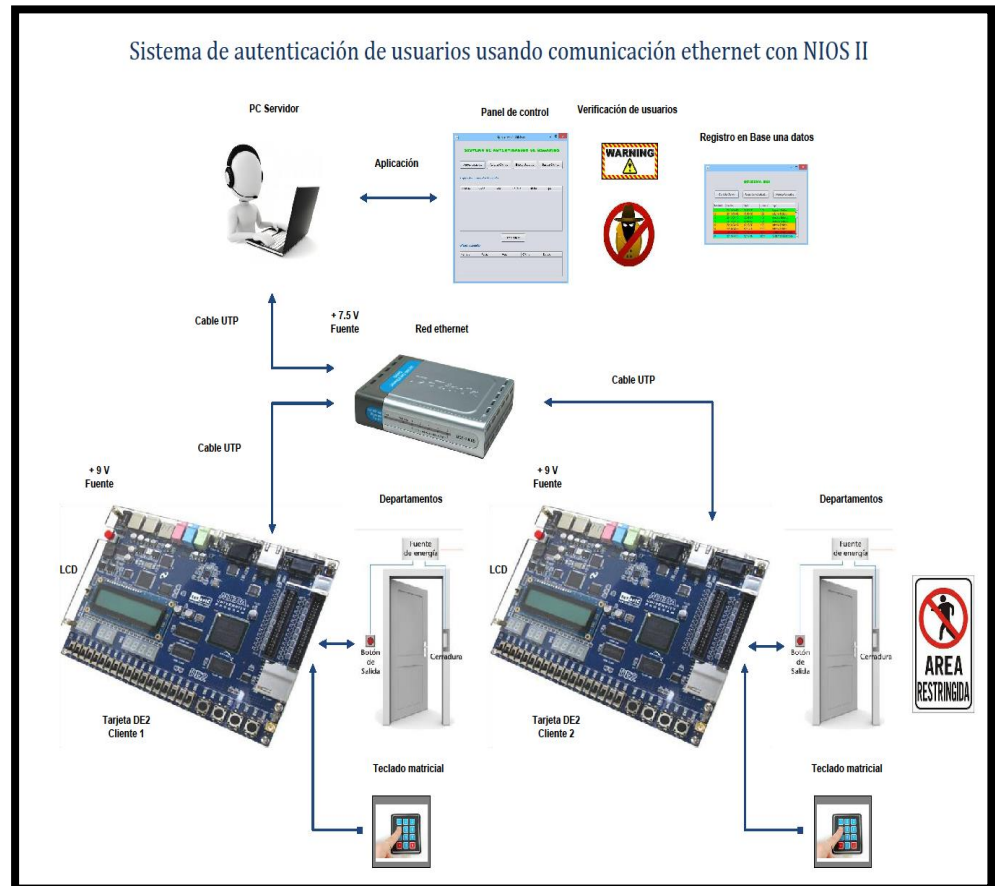 Sistema de autenticación de usuarios usando comunicación ethernet con NIOS II
PC Servidor
Panel de control
Verificación de usuarios
Registro en Base una datos
Aplicación
WARNING
Cable UTP
+ 7.5 V
Fuente
Red ethernet
Cable UTP
Cable UTP
+ 9 V
Fuente
Departamentos
+ 9 V
Fuente
Departamentos
LCD
Fuente
de energía
Botón
de
Salida
Cerradura
LCD
Fuente
de energía
Botón
de
Salida
Cerradura
AREA
RESTRINGIDA
ALTERA
DE2
Tarjeta DE2
Cliente 1
Tarjeta DE2
Cliente 2
Teclado matricial
Teclado matricial